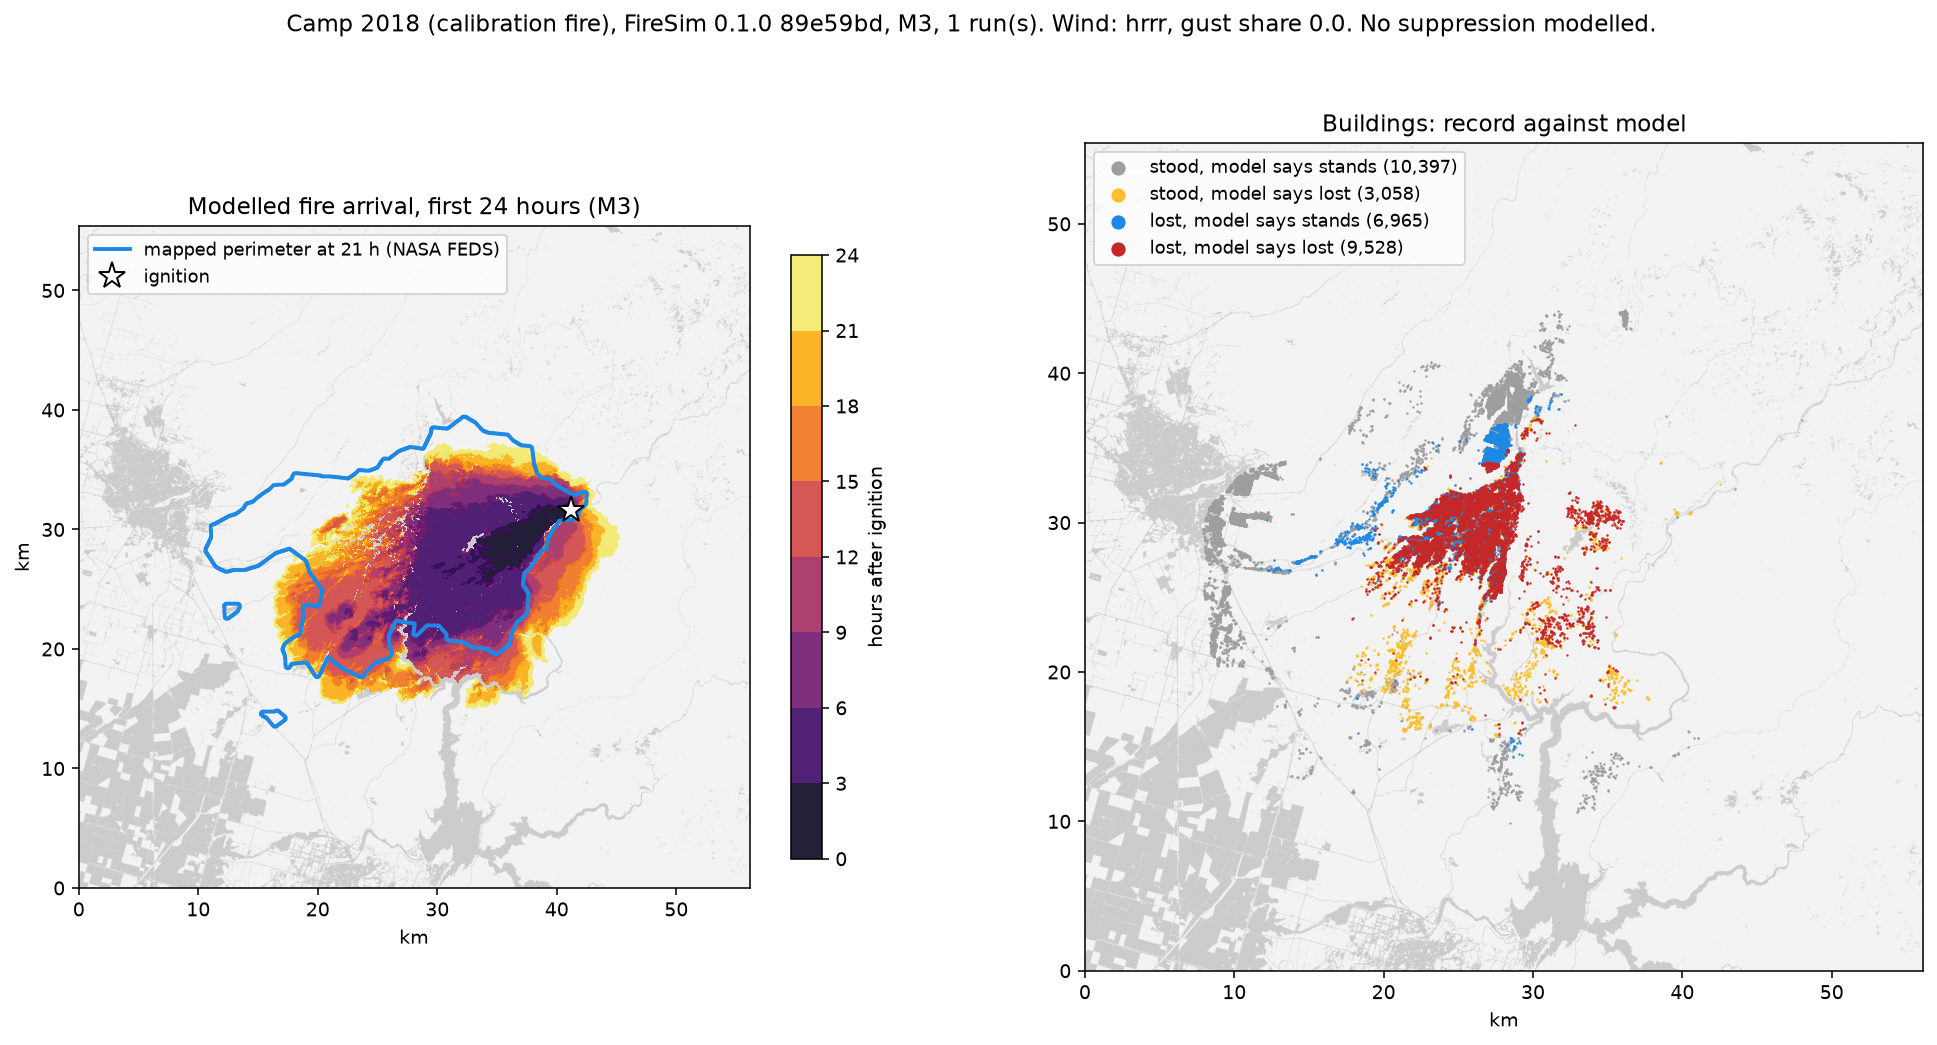 Camp 2018 (calibration fire), FireSim 0.1.0 89e59bd, M3, 1 run(s). Wind: hrrr, gust share 0.0. No suppression modelled.
Modelled fire arrival, first 24 hours (M3)
mapped perimeter at 21 h (NASA FEDS)
ignition
50
40
30
20
10
0
km
0 10 20 30 40 50
km
24
21
18
15
12
9
6
3
0
hours after ignition
Buildings: record against model
stood, model says stands (10,397)
stood, model says lost (3,058)
lost, model says stands (6,965)
lost, model says lost (9,528)
50
40
30
20
10
0
km
0 10 20 30 40 50
km